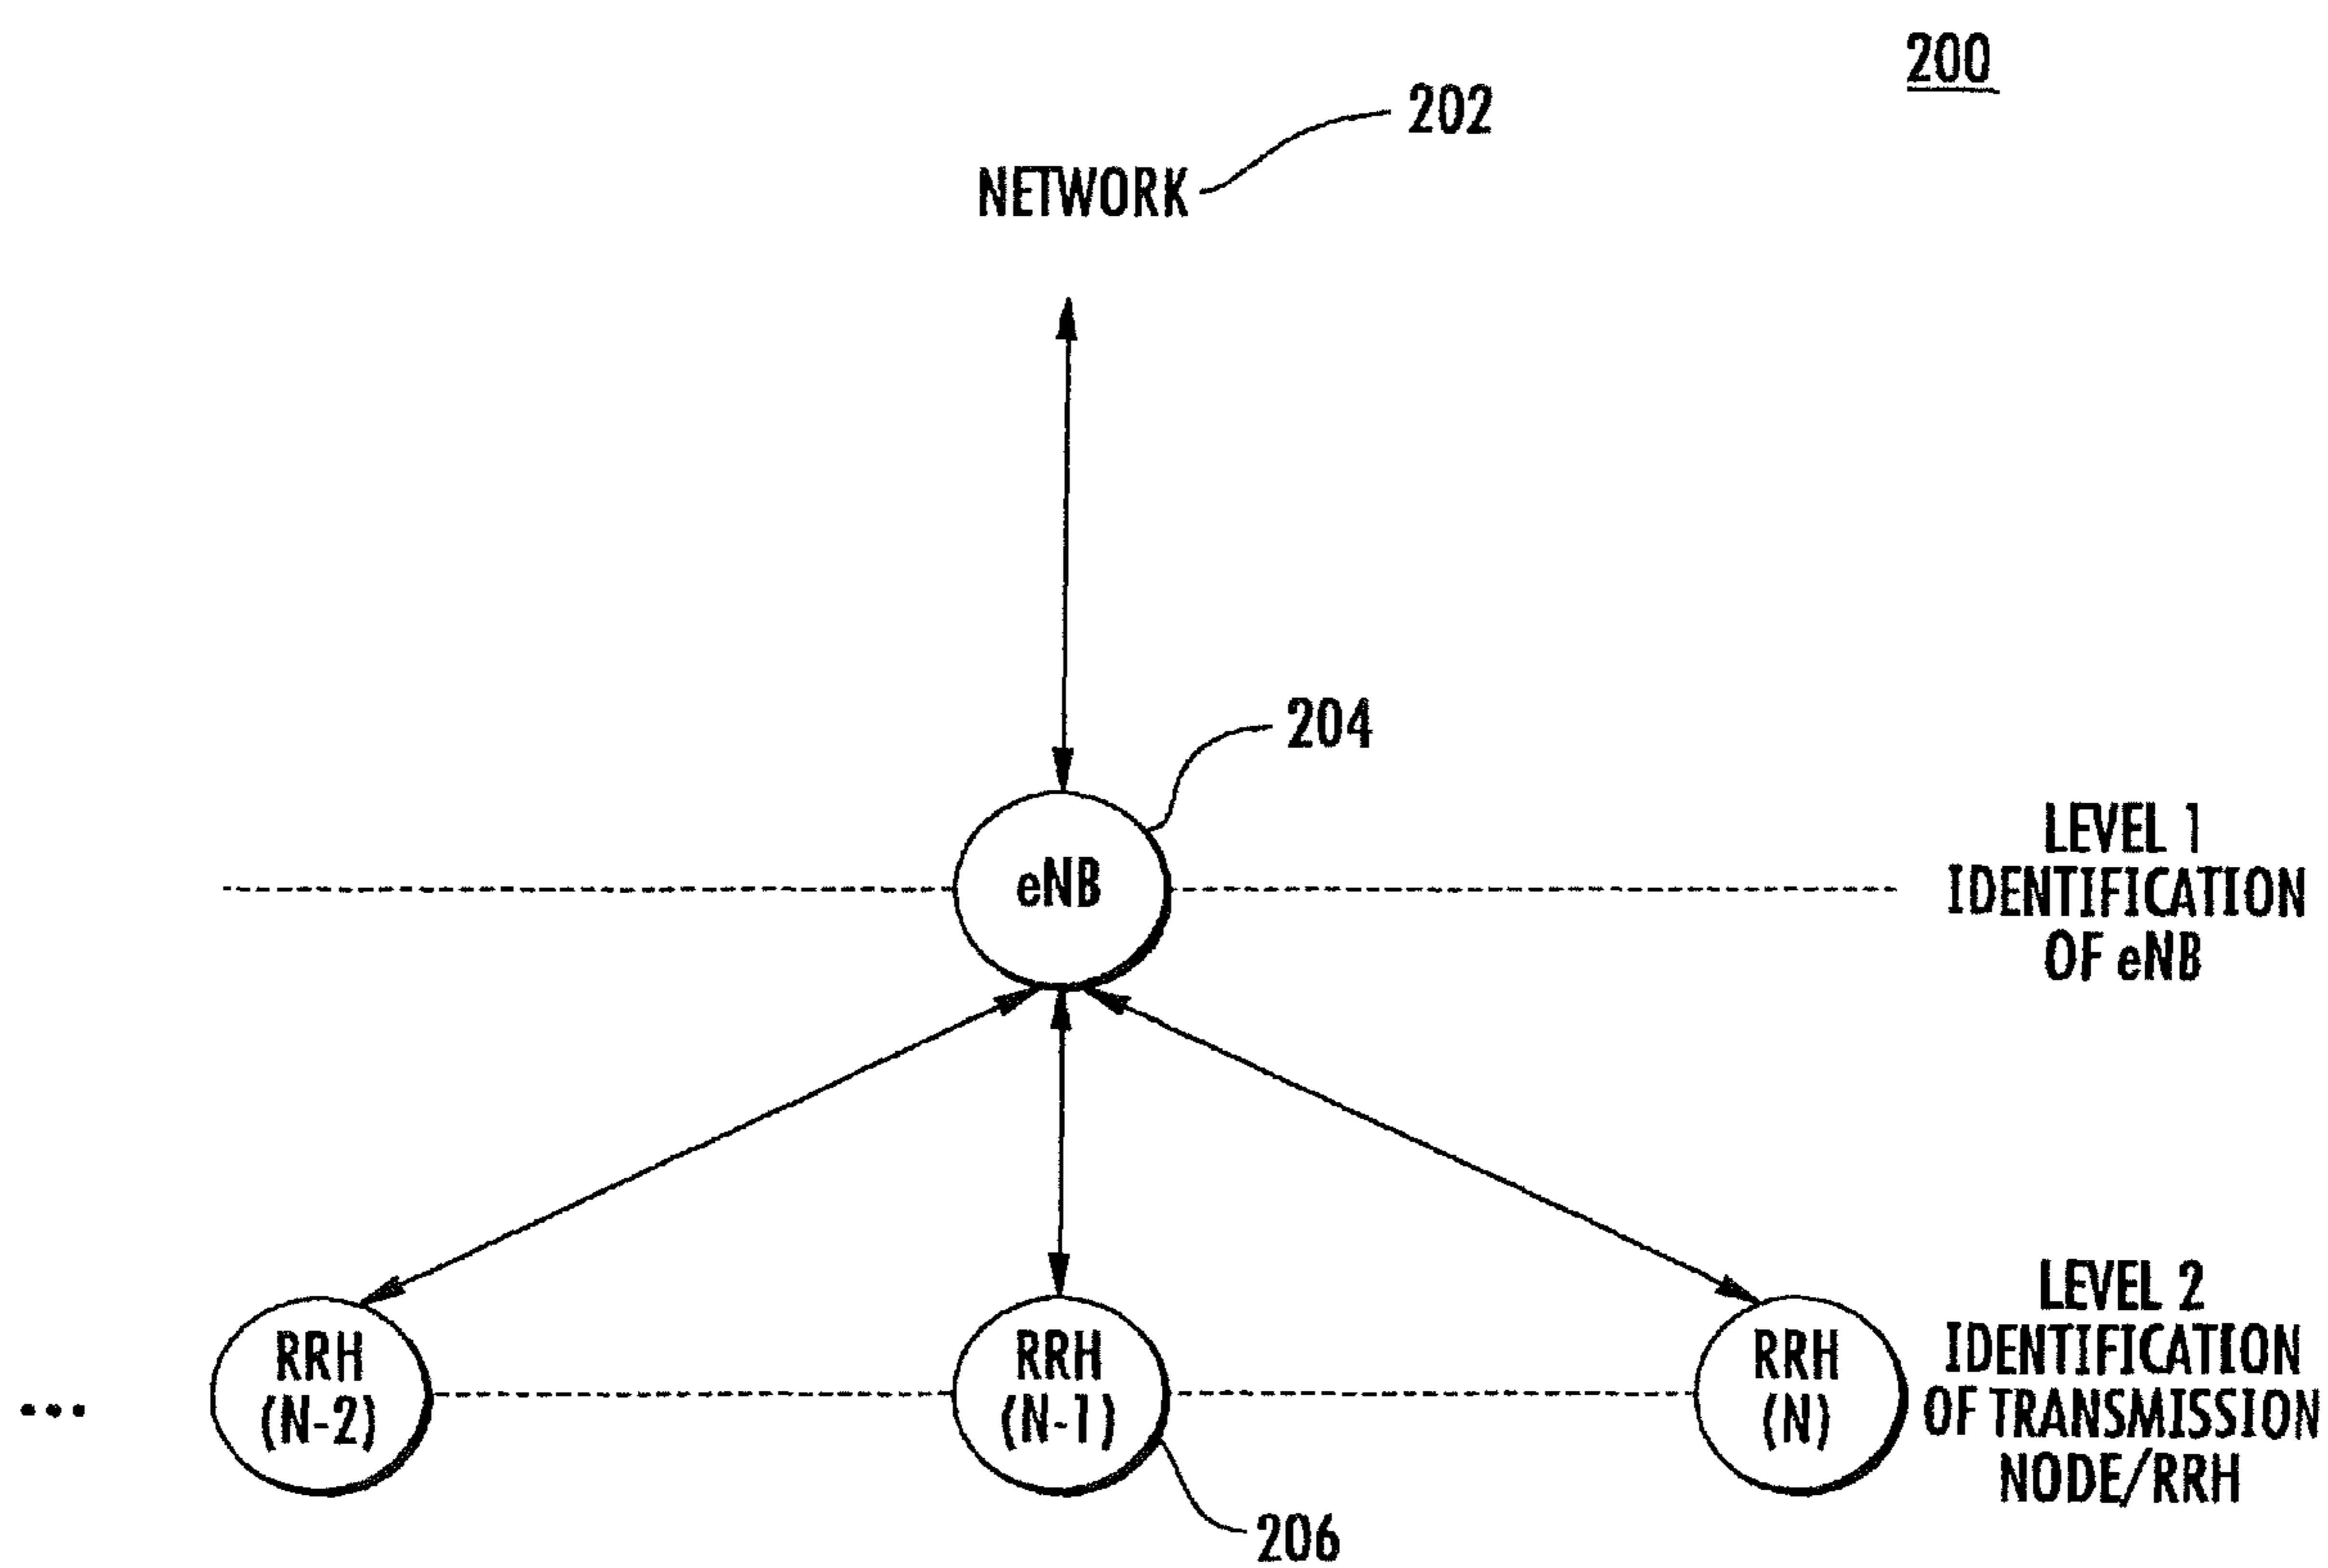 200
202
NETWORK
204
eNB
LEVEL 1
IDENTIFICATION
OF eNB
RRH
(N-2)
RRH
(N-1)
RRH
(N)
LEVEL 2
IDENTIFICATION
OF TRANSMISSION
NODE/RRH
...
206